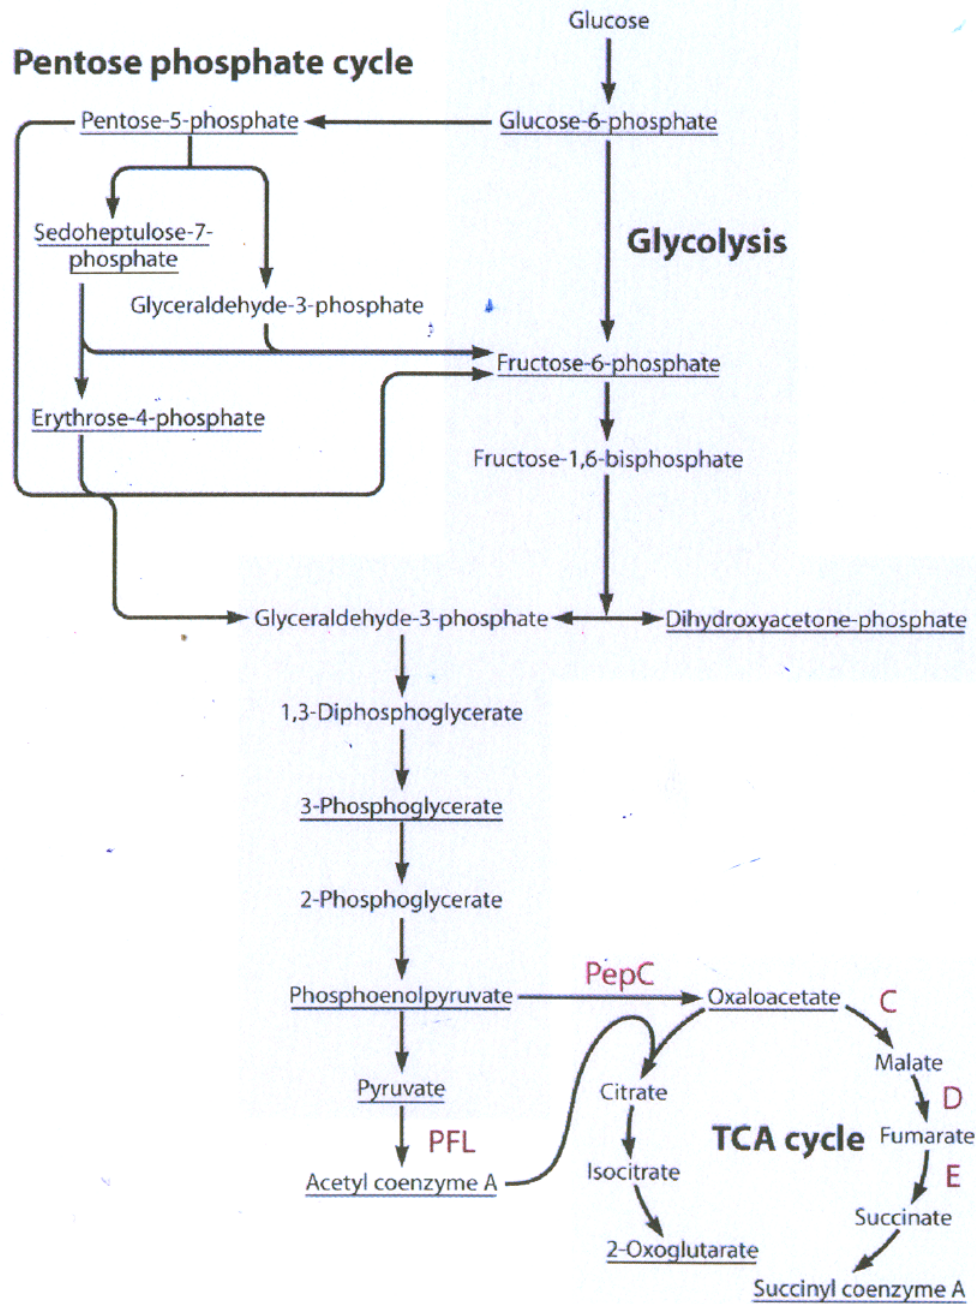 Glucose
Pentose phosphate cycle
Pentose-5-phosphate
Glucose-6-phosphate
Sedoheptulose-7-
phosphate
Glycolysis
Glyceraldehyde-3-phosphate
Fructose-6-phosphate
Erythrose-4-phosphate
Fructose-1,6-bisphosphate
Glyceraldehyde-3-phosphate
Dihydroxyacetone-phosphate
1,3-Diphosphoglycerate
3-Phosphoglycerate
2-Phosphoglycerate
Phosphoenolpyruvate
PepC
Oxaloacetate
C
Malate
Pyruvate
Citrate
D
PFL
TCA cycle
Fumarate
Acetyl coenzyme A
Isocitrate
E
Succinate
2-Oxoglutarate
Succinyl coenzyme A